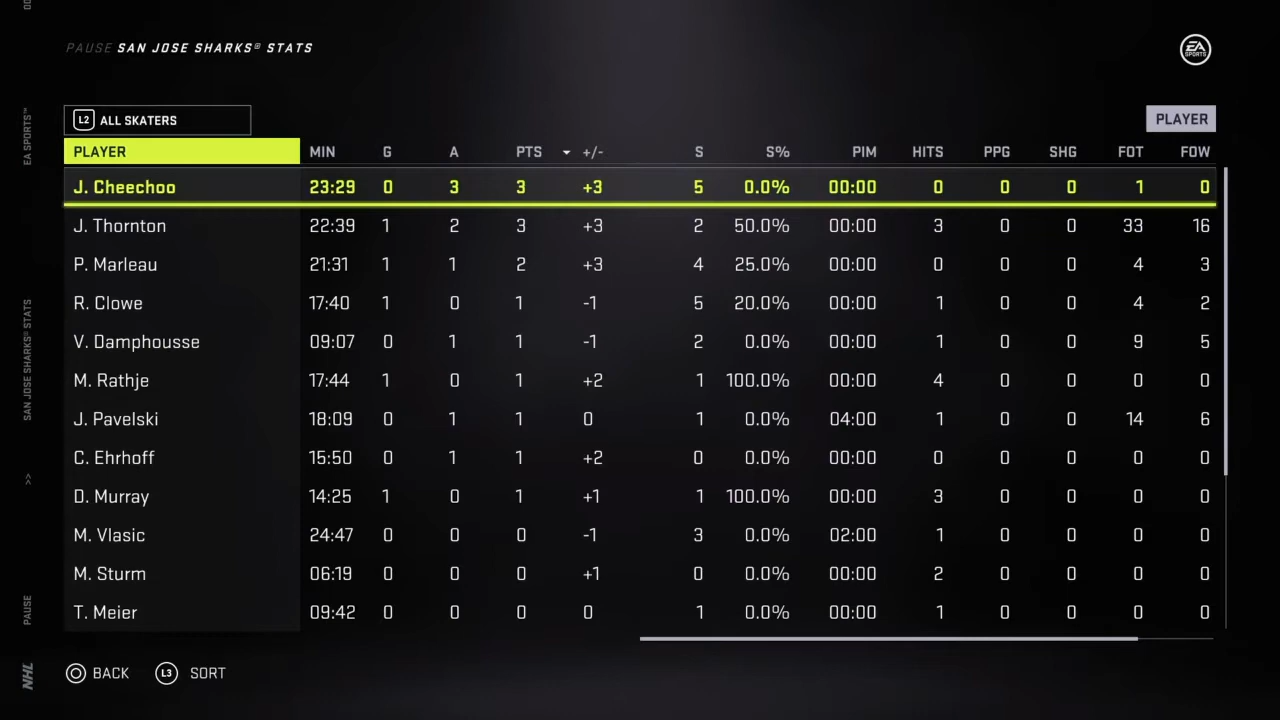 PAUSE SAN JOSE SHARKS® STATS
EA SPORTS
L2 ALL SKATERS
PLAYER
PLAYER MIN G A PTS +/- S S% PIM HITS PPG SHG FOT FOW
J. Cheechoo 23:29 0 3 3 +3 5 0.0% 00:00 0 0 0 1 0
J. Thornton 22:39 1 2 3 +3 2 50.0% 00:00 3 0 0 33 16
P. Marleau 21:31 1 1 2 +3 4 25.0% 00:00 0 0 0 4 3
R. Clowe 17:40 1 0 1 -1 5 20.0% 00:00 1 0 0 4 2
V. Damphousse 09:07 0 1 1 -1 2 0.0% 00:00 1 0 0 9 5
M. Rathje 17:44 1 0 1 +2 1 100.0% 00:00 4 0 0 0 0
J. Pavelski 18:09 0 1 1 0 1 0.0% 04:00 1 0 0 14 6
C. Ehrhoff 15:50 0 1 1 +2 0 0.0% 00:00 0 0 0 0 0
D. Murray 14:25 1 0 1 +1 1 100.0% 00:00 3 0 0 0 0
M. Vlasic 24:47 0 0 0 -1 3 0.0% 02:00 1 0 0 0 0
M. Sturm 06:19 0 0 0 +1 0 0.0% 00:00 2 0 0 0 0
T. Meier 09:42 0 0 0 0 1 0.0% 00:00 1 0 0 0 0
BACK L3 SORT
NHL
PAUSE
>>
SAN JOSE SHARKS® STATS
EA SPORTS™